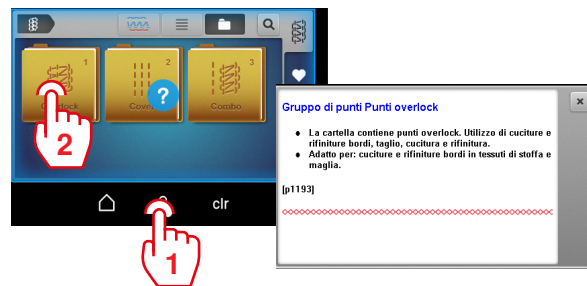 1
2
3
Overlock
Cove
Combo
?
2
clr
1
Gruppo di punti Punti overlock
● La cartella contiene punti overlock. Utilizzo di cuciture e
rifiniture bordi, taglio, cucitura e rifinitura.
● Adatto per: cuciture e rifiniture bordi in tessuti di stoffa e
maglia.
[p1193]
×